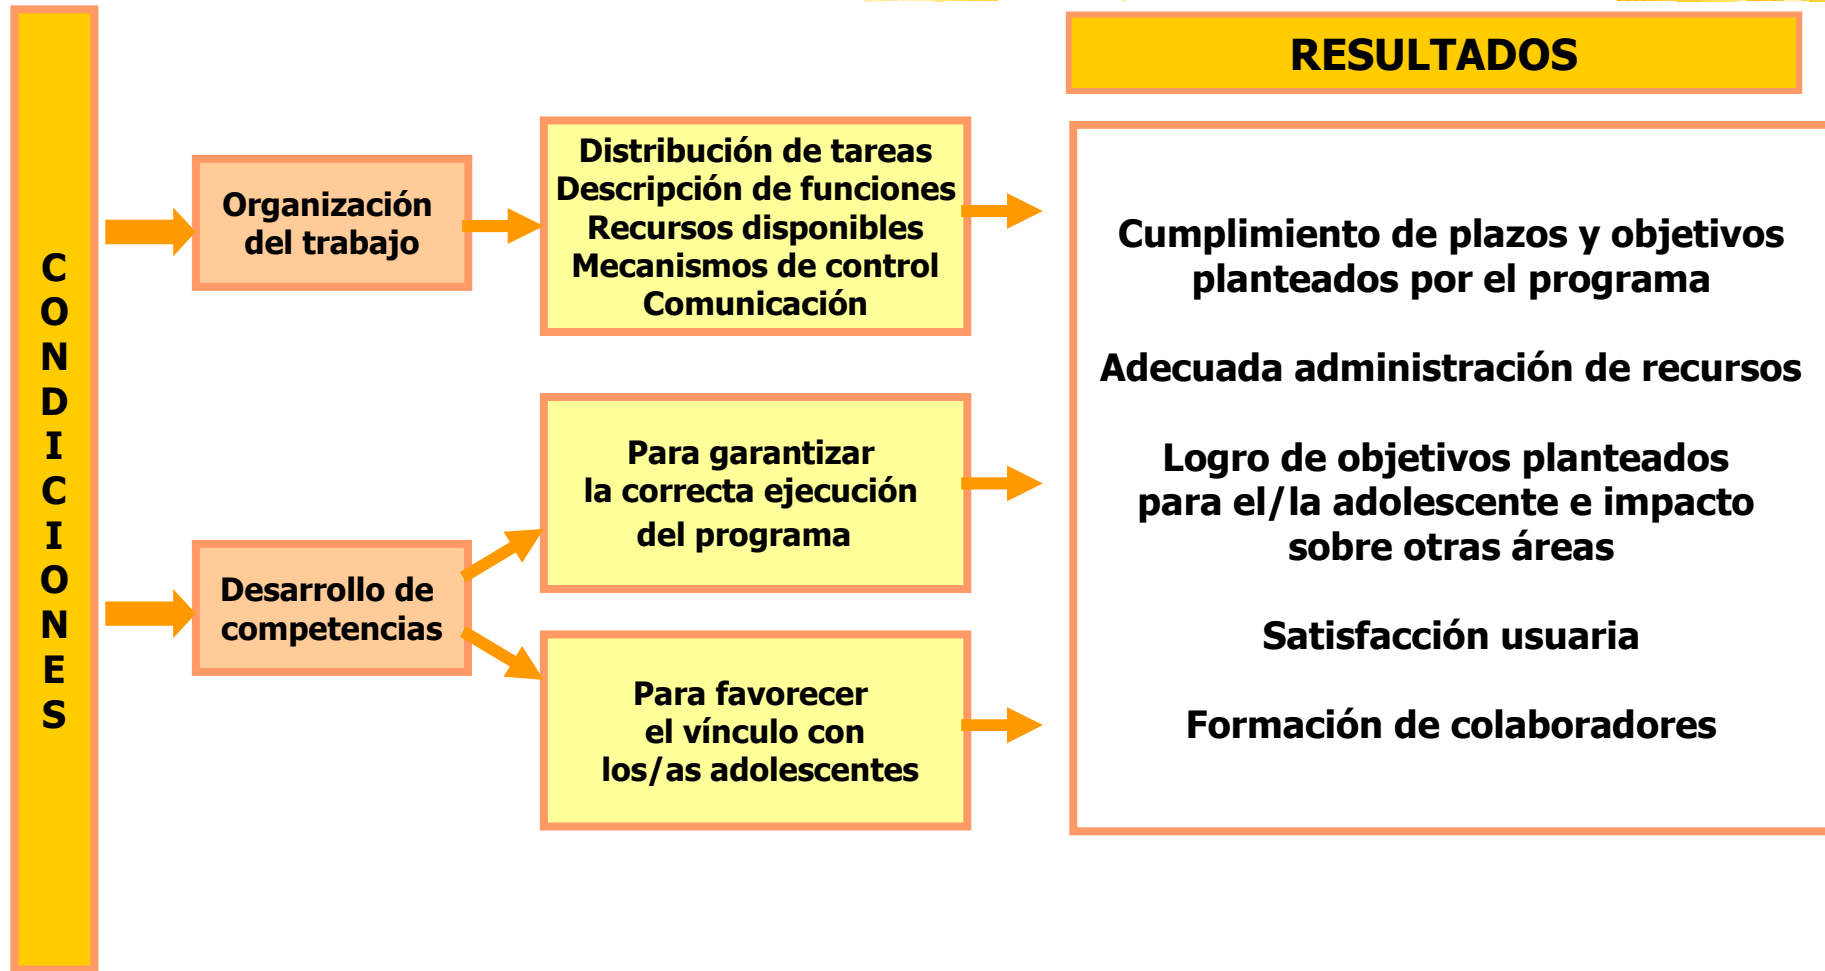 CONDICIONES
RESULTADOS
Organización
del trabajo
Distribución de tareas
Descripción de funciones
Recursos disponibles
Mecanismos de control
Comunicación
Desarrollo de
competencias
Para garantizar
la correcta ejecución
del programa
Para favorecer
el vínculo con
los/as adolescentes
Cumplimiento de plazos y objetivos
planteados por el programa
Adecuada administración de recursos
Logro de objetivos planteados
para el/la adolescente e impacto
sobre otras áreas
Satisfacción usuaria
Formación de colaboradores